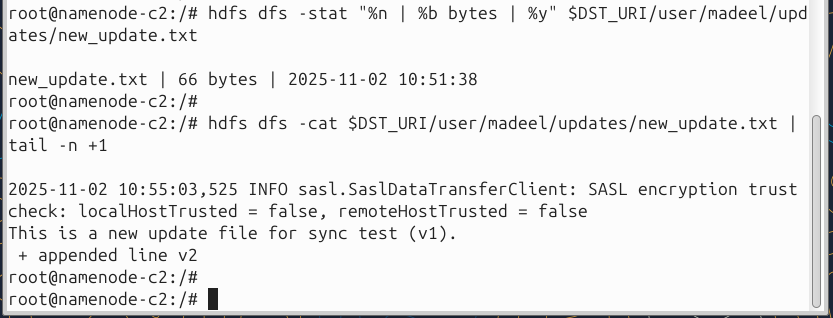 root@namenode-c2:/# hdfs dfs -stat "%n | %b bytes | %y" $DST_URI/user/madeel/upd
ates/new_update.txt
new_update.txt | 66 bytes | 2025-11-02 10:51:38
root@namenode-c2:/#
root@namenode-c2:/# hdfs dfs -cat $DST_URI/user/madeel/updates/new_update.txt |
tail -n +1
2025-11-02 10:55:03,525 INFO sasl.SaslDataTransferClient: SASL encryption trust
check: localHostTrusted = false, remoteHostTrusted = false
This is a new update file for sync test (v1).
 + appended line v2
root@namenode-c2:/#
root@namenode-c2:/#